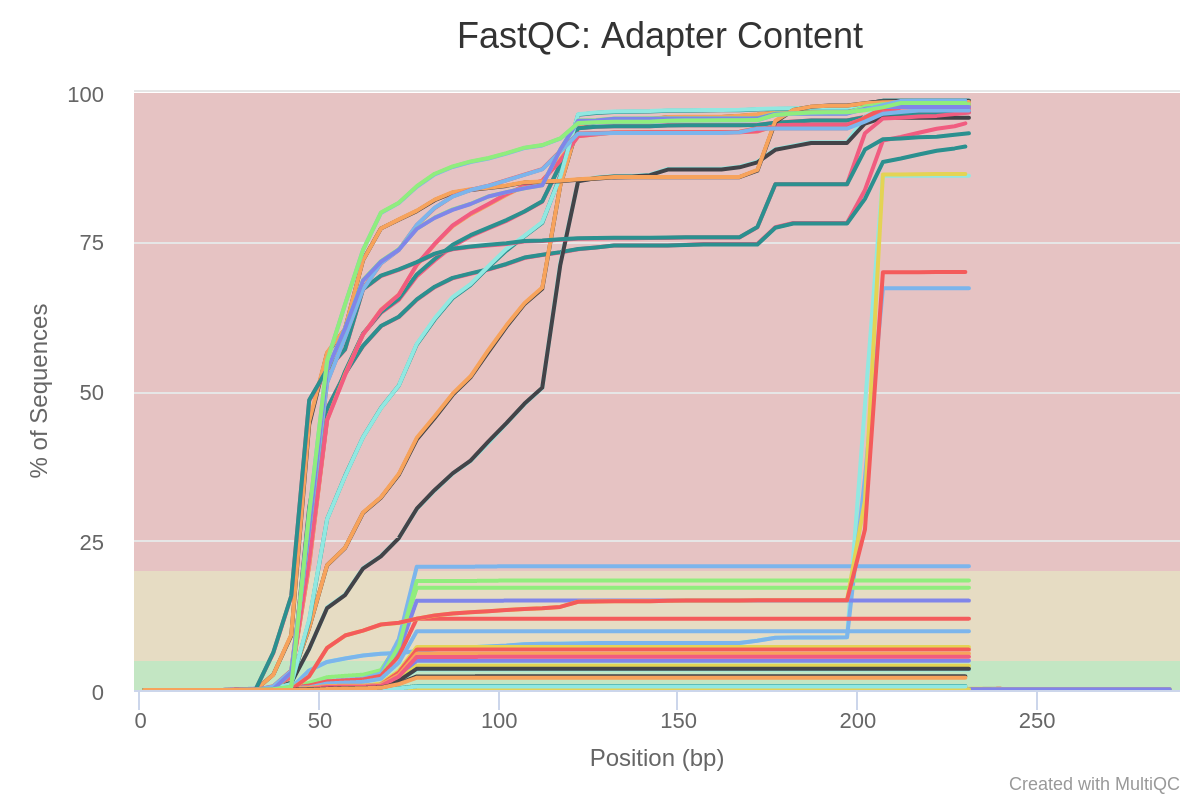 FastQC: Adapter Content
% of Sequences
100
75
50
25
0
0 50 100 150 200 250
Position (bp)
Created with MultiQC